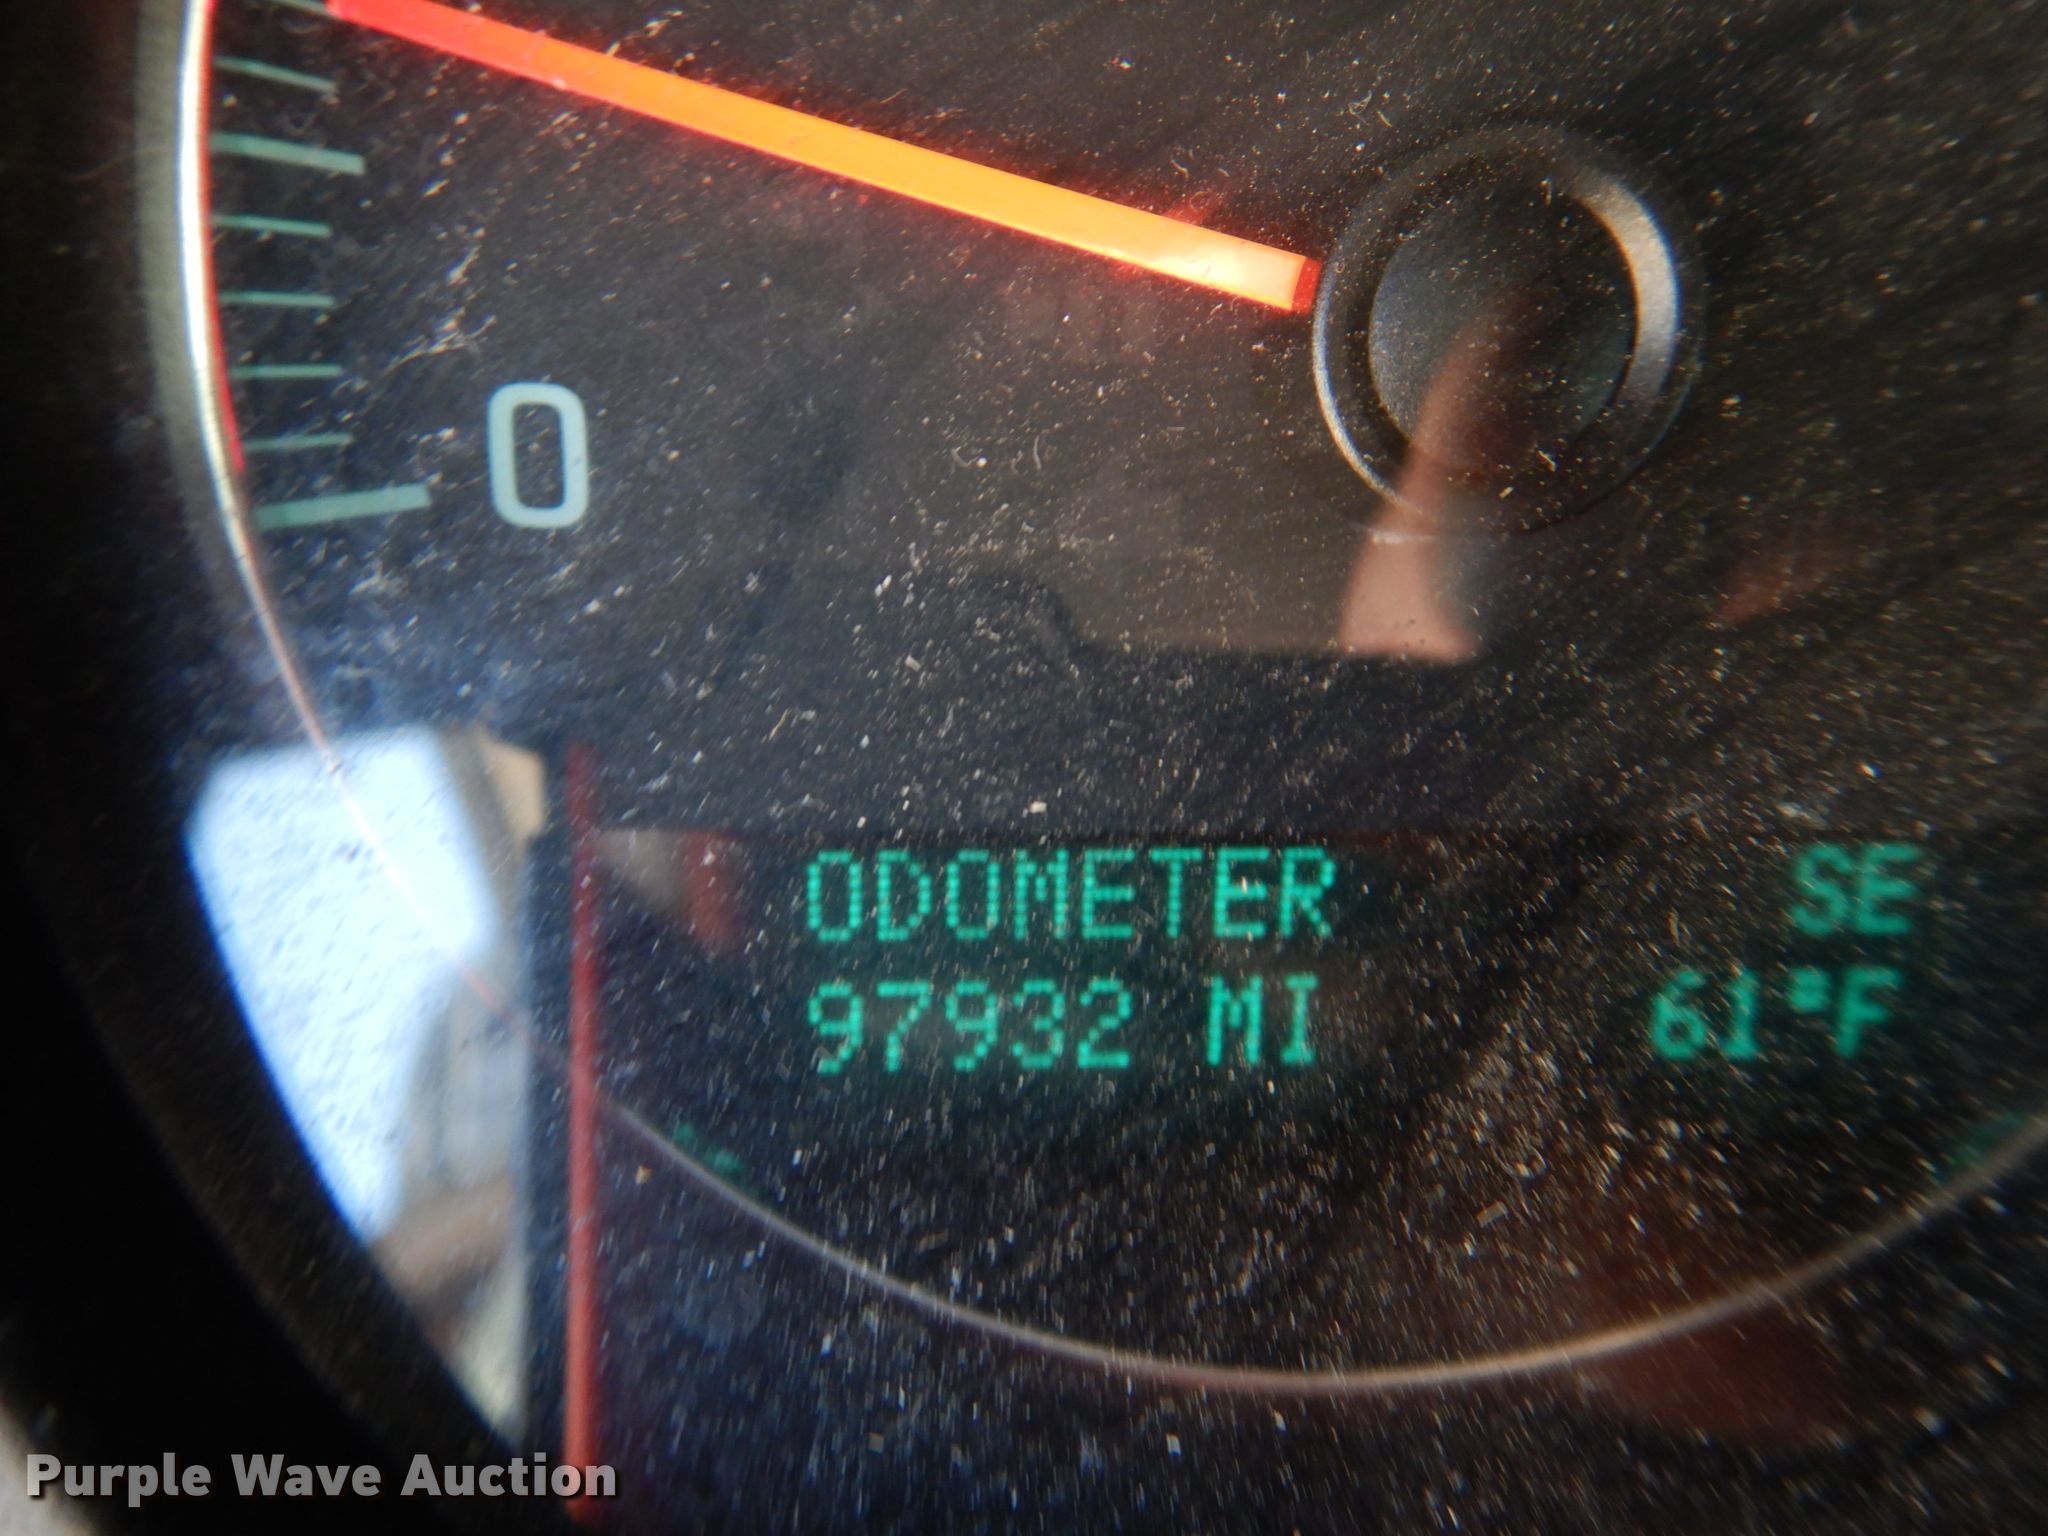 0
ODOMETER SE
97932 MI 61°F
Purple Wave Auction